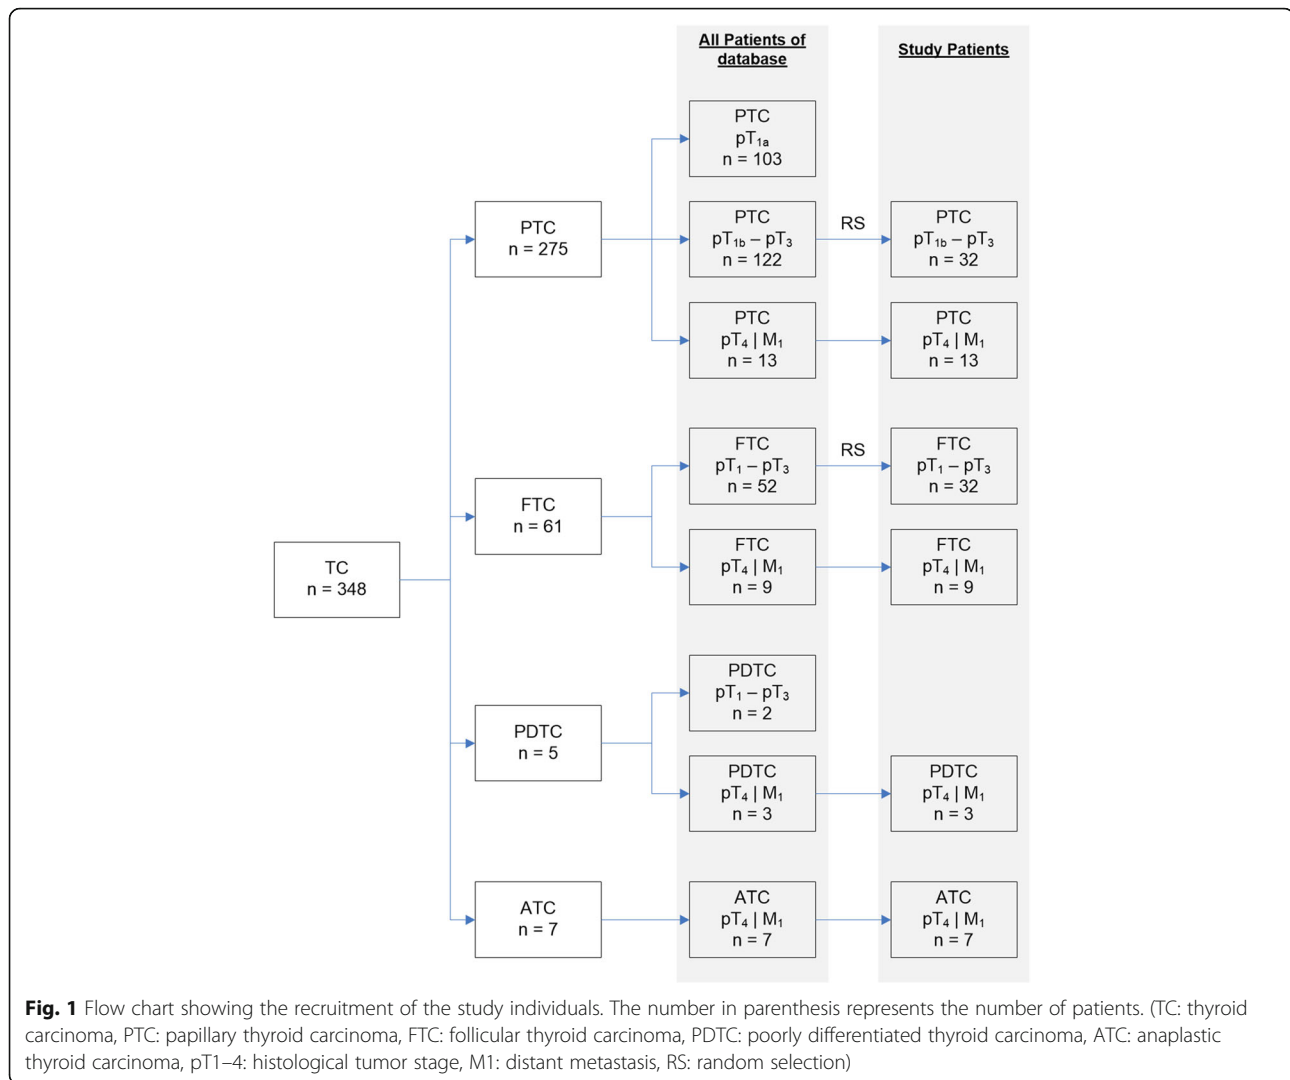 All Patients of
database
Study Patients
PTC
pT1a
n = 103
PTC
n = 275
PTC
pT1b – pT3
n = 122
RS
PTC
pT1b – pT3
n = 32
PTC
pT4 | M1
n = 13
PTC
pT4 | M1
n = 13
FTC
n = 61
FTC
pT1 – pT3
n = 52
RS
FTC
pT1 – pT3
n = 32
FTC
pT4 | M1
n = 9
FTC
pT4 | M1
n = 9
TC
n = 348
PDTC
n = 5
PDTC
pT1 – pT3
n = 2
PDTC
pT4 | M1
n = 3
PDTC
pT4 | M1
n = 3
ATC
n = 7
ATC
pT4 | M1
n = 7
ATC
pT4 | M1
n = 7
Fig. 1 Flow chart showing the recruitment of the study individuals. The number in parenthesis represents the number of patients. (TC: thyroid
carcinoma, PTC: papillary thyroid carcinoma, FTC: follicular thyroid carcinoma, PDTC: poorly differentiated thyroid carcinoma, ATC: anaplastic
thyroid carcinoma, pT1–4: histological tumor stage, M1: distant metastasis, RS: random selection)